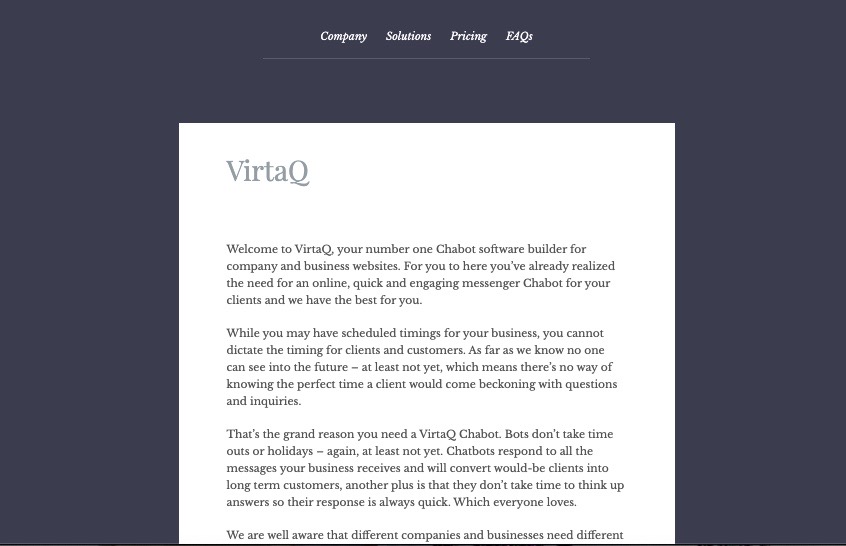 Company Solutions Pricing FAQs
VirtaQ
Welcome to VirtaQ, your number one Chabot software builder for
company and business websites. For you to here you’ve already realized
the need for an online, quick and engaging messenger Chabot for your
clients and we have the best for you.
While you may have scheduled timings for your business, you cannot
dictate the timing for clients and customers. As far as we know no one
can see into the future – at least not yet, which means there’s no way of
knowing the perfect time a client would come beckoning with questions
and inquiries.
That’s the grand reason you need a VirtaQ Chabot. Bots don’t take time
outs or holidays – again, at least not yet. Chatbots respond to all the
messages your business receives and will convert would-be clients into
long term customers, another plus is that they don’t take time to think up
answers so their response is always quick. Which everyone loves.
We are well aware that different companies and businesses need different